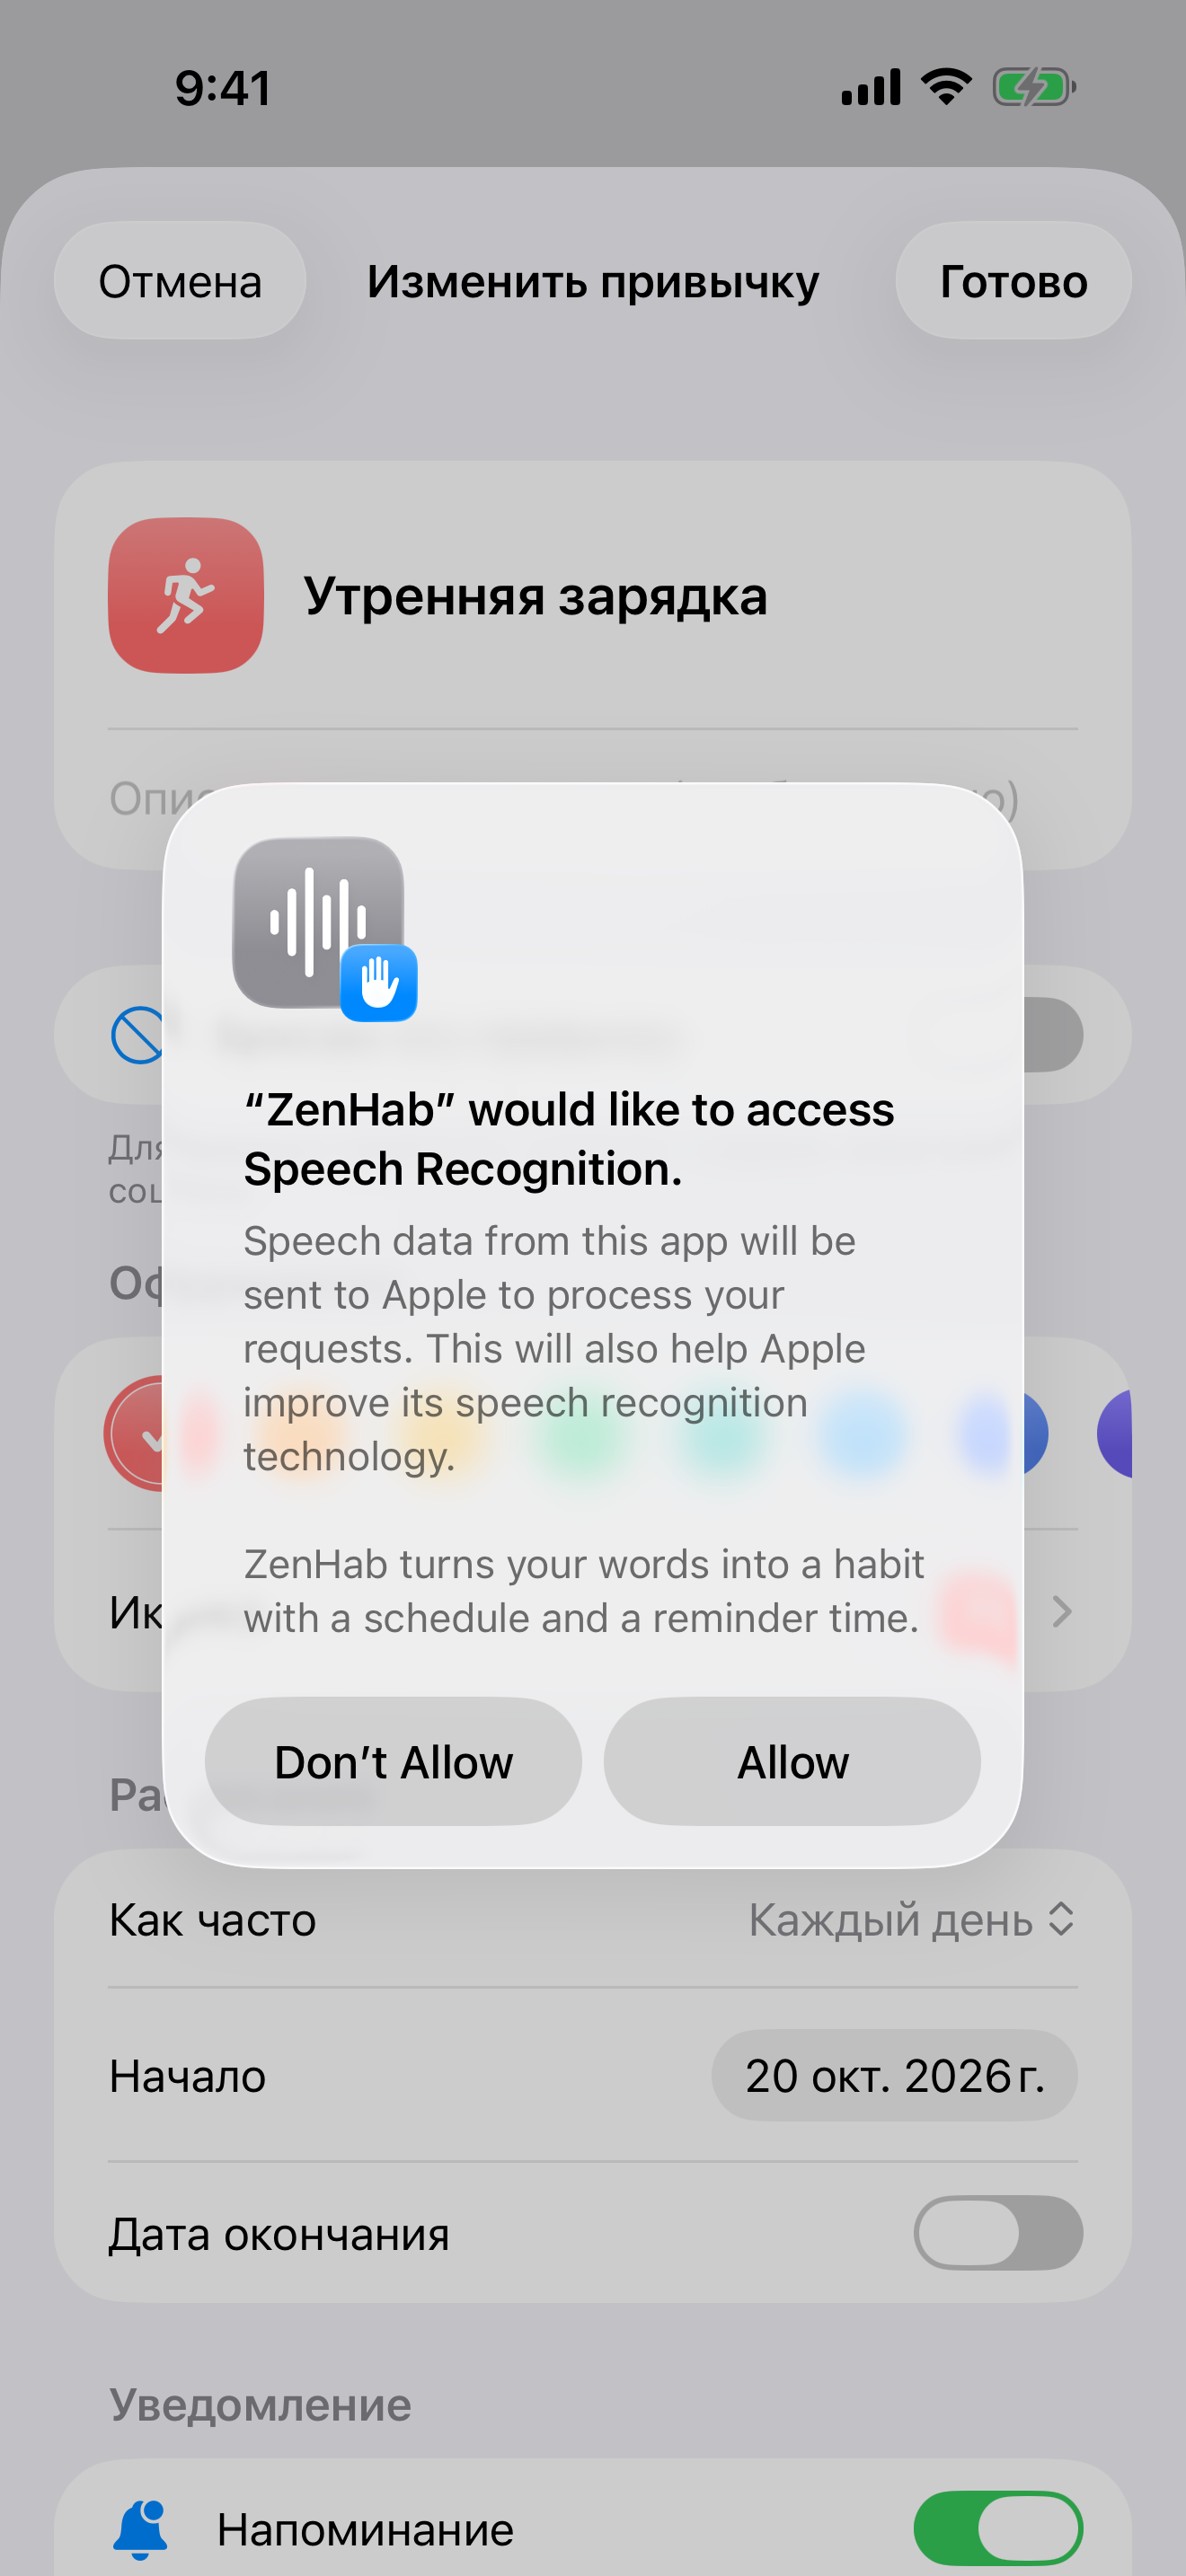 9:41
Отмена
Изменить привычку
Готово
Утренняя зарядка
“ZenHab” would like to access
Speech Recognition.
Speech data from this app will be
sent to Apple to process your
requests. This will also help Apple
improve its speech recognition
technology.
ZenHab turns your words into a habit
with a schedule and a reminder time.
Don’t Allow
Allow
Как часто
Каждый день
Начало
20 окт. 2026 г.
Дата окончания
Уведомление
Напоминание